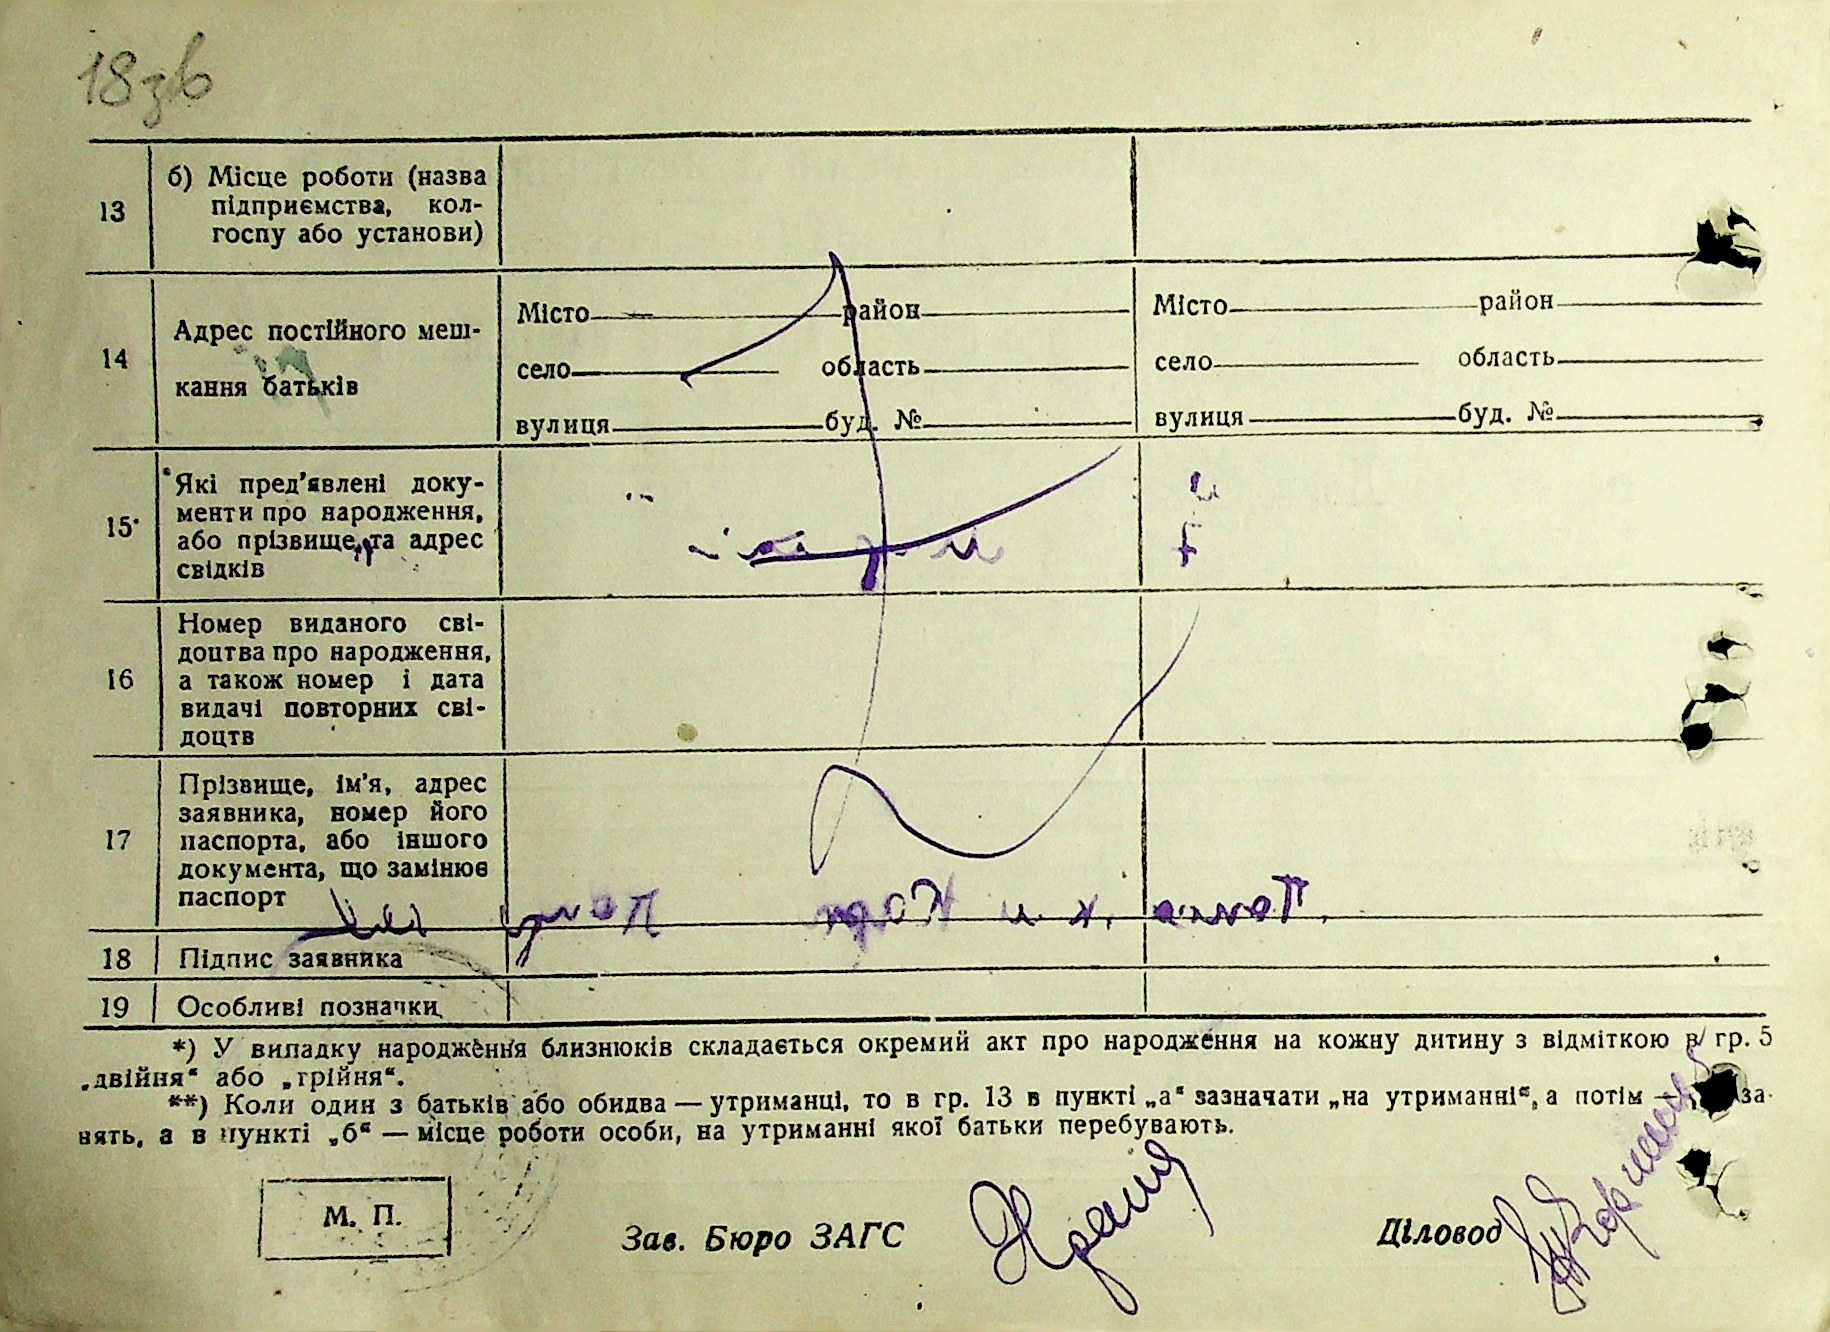 18зв
13
б) Місце роботи (назва
підприємства, кол-
госпу або установи)
14
Адрес постійного меш-
кання батьків
Місто район
село область
вулиця буд. №
Місто район
село область
вулиця буд. №
15
Які пред'явлені доку-
менти про народження,
або прізвище, та адрес
свідків
16
Номер виданого сві-
доцтва про народження,
а також номер і дата
видачі повторних сві-
доцтв
17
Прізвище, ім'я, адрес
заявника, номер його
паспорта, або іншого
документа, що замінює
паспорт
18 Підпис заявника
19 Особливі позначки
*) У випадку народження близнюків складається окремий акт про народження на кожну дитину з відміткою в гр. 5
„двійня“ або „трійня“.
**) Коли один з батьків або обидва — утриманці, то в гр. 13 в пункті „а“ зазначати „на утриманні“, а потім — за-
нять, а в пункті „б“ — місце роботи особи, на утриманні якої батьки перебувають.
М. П.
Зав. Бюро ЗАГС
Діловод